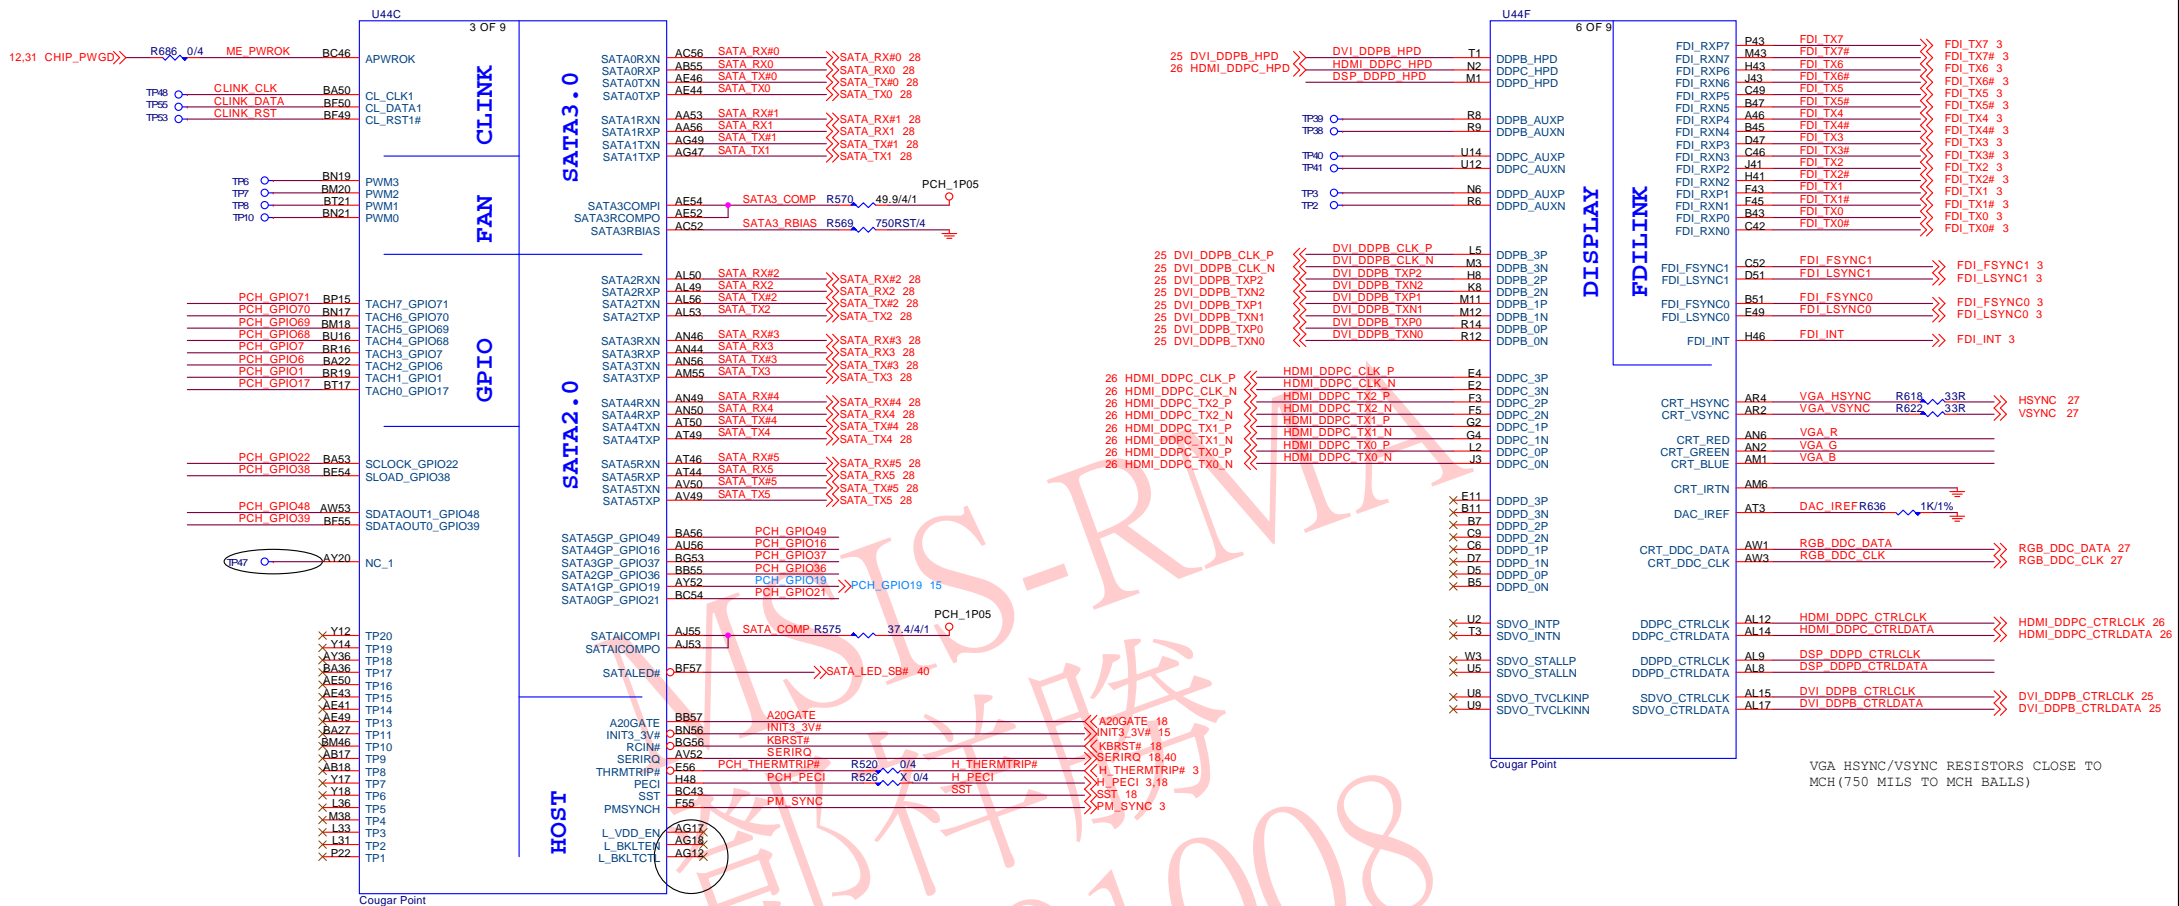 U44C
3 OF 9
12,31 CHIP_PWGD
R686 0/4
ME_PWROK
BC46
APWROK
TP48 CLINK_CLK BA50 CL_CLK1
TP55 CLINK_DATA BF50 CL_DATA1
TP53 CLINK_RST BF49 CL_RST1#
TP6 BN19 PWM3
TP7 BM20 PWM2
TP8 BT21 PWM1
TP10 BN21 PWM0
PCH_GPIO71 BP15 TACH7_GPIO71
PCH_GPIO70 BN17 TACH6_GPIO70
PCH_GPIO69 BM18 TACH5_GPIO69
PCH_GPIO68 BU16 TACH4_GPIO68
PCH_GPIO7 BR16 TACH3_GPIO7
PCH_GPIO6 BA22 TACH2_GPIO6
PCH_GPIO1 BR19 TACH1_GPIO1
PCH_GPIO17 BT17 TACH0_GPIO17
PCH_GPIO22 BA53 SCLOCK_GPIO22
PCH_GPIO38 BE54 SLOAD_GPIO38
PCH_GPIO48 AW53 SDATAOUT1_GPIO48
PCH_GPIO39 BF55 SDATAOUT0_GPIO39
TP47 AY20 NC_1
Y12 TP20
Y14 TP19
AY36 TP18
BA36 TP17
AE50 TP16
AE43 TP15
AE41 TP14
AE49 TP13
BA27 TP11
BM46 TP10
AB17 TP9
AB18 TP8
Y17 TP7
Y18 TP6
L36 TP5
M38 TP4
L33 TP3
L31 TP2
P22 TP1
CLINK
FAN
GPIO
SATA3.0
SATA2.0
HOST
SATA0RXN AC56 SATA_RX#0 SATA_RX#0 28
SATA0RXP AB55 SATA_RX0 SATA_RX0 28
SATA0TXN AE46 SATA_TX#0 SATA_TX#0 28
SATA0TXP AE44 SATA_TX0 SATA_TX0 28
SATA1RXN AA53 SATA_RX#1 SATA_RX#1 28
SATA1RXP AA56 SATA_RX1 SATA_RX1 28
SATA1TXN AG49 SATA_TX#1 SATA_TX#1 28
SATA1TXP AG47 SATA_TX1 SATA_TX1 28
PCH_1P05
SATA3COMPI AE54 SATA3_COMP R570 49.9/4/1
SATA3RCOMPO AE52
SATA3RBIAS AC52 SATA3_RBIAS R569 750RST/4
SATA2RXN AL50 SATA_RX#2 SATA_RX#2 28
SATA2RXP AL49 SATA_RX2 SATA_RX2 28
SATA2TXN AL56 SATA_TX#2 SATA_TX#2 28
SATA2TXP AL53 SATA_TX2 SATA_TX2 28
SATA3RXN AN46 SATA_RX#3 SATA_RX#3 28
SATA3RXP AN44 SATA_RX3 SATA_RX3 28
SATA3TXN AN56 SATA_TX#3 SATA_TX#3 28
SATA3TXP AM55 SATA_TX3 SATA_TX3 28
SATA4RXN AN49 SATA_RX#4 SATA_RX#4 28
SATA4RXP AN50 SATA_RX4 SATA_RX4 28
SATA4TXN AT50 SATA_TX#4 SATA_TX#4 28
SATA4TXP AT49 SATA_TX4 SATA_TX4 28
SATA5RXN AT46 SATA_RX#5 SATA_RX#5 28
SATA5RXP AT44 SATA_RX5 SATA_RX5 28
SATA5TXN AV50 SATA_TX#5 SATA_TX#5 28
SATA5TXP AV49 SATA_TX5 SATA_TX5 28
SATA5GP_GPIO49 BA56 PCH_GPIO49
SATA4GP_GPIO16 AU56 PCH_GPIO16
SATA3GP_GPIO37 BG53 PCH_GPIO37
SATA2GP_GPIO36 BB55 PCH_GPIO36
SATA1GP_GPIO19 AY52 PCH_GPIO19 PCH_GPIO19 15
SATA0GP_GPIO21 BC54 PCH_GPIO21
PCH_1P05
SATAICOMPI AJ55 SATA_COMP R575 37.4/4/1
SATAICOMPO AJ53
SATALED# BF57 SATA_LED_SB# 40
A20GATE BB57 A20GATE A20GATE 18
INIT3_3V# BN56 INIT3_3V# INIT3_3V# 15
RCIN# BG56 KBRST# KBRST# 18
SERIRQ AV52 SERIRQ SERIRQ 18,40
THRMTRIP# E56 PCH_THERMTRIP# R520 0/4 H_THERMTRIP# H_THERMTRIP# 3
PECI H48 PCH_PECI R526 X_0/4 H_PECI H_PECI 3,18
SST BC43 SST SST 18
PMSYNCH F55 PM_SYNC PM_SYNC 3
L_VDD_EN AG17
L_BKLTEN AG18
L_BKLTCTL AG12
Cougar Point
U44F
6 OF 9
25 DVI_DDPB_HPD DVI_DDPB_HPD T1 DDPB_HPD
26 HDMI_DDPC_HPD HDMI_DDPC_HPD N2 DDPC_HPD
DSP_DDPD_HPD M1 DDPD_HPD
TP39 R8 DDPB_AUXP
TP38 R9 DDPB_AUXN
TP40 U14 DDPC_AUXP
TP41 U12 DDPC_AUXN
TP3 N6 DDPD_AUXP
TP2 R6 DDPD_AUXN
25 DVI_DDPB_CLK_P DVI_DDPB_CLK_P L5 DDPB_3P
25 DVI_DDPB_CLK_N DVI_DDPB_CLK_N M3 DDPB_3N
25 DVI_DDPB_TXP2 DVI_DDPB_TXP2 H8 DDPB_2P
25 DVI_DDPB_TXN2 DVI_DDPB_TXN2 K8 DDPB_2N
25 DVI_DDPB_TXP1 DVI_DDPB_TXP1 M11 DDPB_1P
25 DVI_DDPB_TXN1 DVI_DDPB_TXN1 M12 DDPB_1N
25 DVI_DDPB_TXP0 DVI_DDPB_TXP0 R14 DDPB_0P
25 DVI_DDPB_TXN0 DVI_DDPB_TXN0 R12 DDPB_0N
26 HDMI_DDPC_CLK_P HDMI_DDPC_CLK_P E4 DDPC_3P
26 HDMI_DDPC_CLK_N HDMI_DDPC_CLK_N E2 DDPC_3N
26 HDMI_DDPC_TX2_P HDMI_DDPC_TX2_P F3 DDPC_2P
26 HDMI_DDPC_TX2_N HDMI_DDPC_TX2_N F5 DDPC_2N
26 HDMI_DDPC_TX1_P HDMI_DDPC_TX1_P G2 DDPC_1P
26 HDMI_DDPC_TX1_N HDMI_DDPC_TX1_N G4 DDPC_1N
26 HDMI_DDPC_TX0_P HDMI_DDPC_TX0_P L2 DDPC_0P
26 HDMI_DDPC_TX0_N HDMI_DDPC_TX0_N J3 DDPC_0N
E11 DDPD_3P
B11 DDPD_3N
B7 DDPD_2P
C9 DDPD_2N
C6 DDPD_1P
D7 DDPD_1N
D5 DDPD_0P
B5 DDPD_0N
U2 SDVO_INTP
T3 SDVO_INTN
W3 SDVO_STALLP
U5 SDVO_STALLN
U8 SDVO_TVCLKINP
U9 SDVO_TVCLKINN
DISPLAY
FDILINK
FDI_RXP7 P43 FDI_TX7 FDI_TX7 3
FDI_RXN7 M43 FDI_TX7# FDI_TX7# 3
FDI_RXP6 H43 FDI_TX6 FDI_TX6 3
FDI_RXN6 J43 FDI_TX6# FDI_TX6# 3
FDI_RXP5 C49 FDI_TX5 FDI_TX5 3
FDI_RXN5 B47 FDI_TX5# FDI_TX5# 3
FDI_RXP4 A46 FDI_TX4 FDI_TX4 3
FDI_RXN4 B45 FDI_TX4# FDI_TX4# 3
FDI_RXP3 D47 FDI_TX3 FDI_TX3 3
FDI_RXN3 C46 FDI_TX3# FDI_TX3# 3
FDI_RXP2 J41 FDI_TX2 FDI_TX2 3
FDI_RXN2 H41 FDI_TX2# FDI_TX2# 3
FDI_RXP1 F43 FDI_TX1 FDI_TX1 3
FDI_RXN1 F45 FDI_TX1# FDI_TX1# 3
FDI_RXP0 B43 FDI_TX0 FDI_TX0 3
FDI_RXN0 C42 FDI_TX0# FDI_TX0# 3
FDI_FSYNC1 C52 FDI_FSYNC1 FDI_FSYNC1 3
FDI_LSYNC1 D51 FDI_LSYNC1 FDI_LSYNC1 3
FDI_FSYNC0 B51 FDI_FSYNC0 FDI_FSYNC0 3
FDI_LSYNC0 E49 FDI_LSYNC0 FDI_LSYNC0 3
FDI_INT H46 FDI_INT FDI_INT 3
CRT_HSYNC AR4 VGA_HSYNC R618 33R HSYNC 27
CRT_VSYNC AR2 VGA_VSYNC R622 33R VSYNC 27
CRT_RED AN6 VGA_R
CRT_GREEN AN2 VGA_G
CRT_BLUE AM1 VGA_B
CRT_IRTN AM6
DAC_IREF AT3 DAC_IREF R636 1K/1%
CRT_DDC_DATA AW1 RGB_DDC_DATA RGB_DDC_DATA 27
CRT_DDC_CLK AW3 RGB_DDC_CLK RGB_DDC_CLK 27
DDPC_CTRLCLK AL12 HDMI_DDPC_CTRLCLK HDMI_DDPC_CTRLCLK 26
DDPC_CTRLDATA AL14 HDMI_DDPC_CTRLDATA HDMI_DDPC_CTRLDATA 26
DDPD_CTRLCLK AL9 DSP_DDPD_CTRLCLK
DDPD_CTRLDATA AL8 DSP_DDPD_CTRLDATA
SDVO_CTRLCLK AL15 DVI_DDPB_CTRLCLK DVI_DDPB_CTRLCLK 25
SDVO_CTRLDATA AL17 DVI_DDPB_CTRLDATA DVI_DDPB_CTRLDATA 25
Cougar Point
VGA HSYNC/VSYNC RESISTORS CLOSE TO
MCH(750 MILS TO MCH BALLS)
MSIS-RMA
鄧祥騰